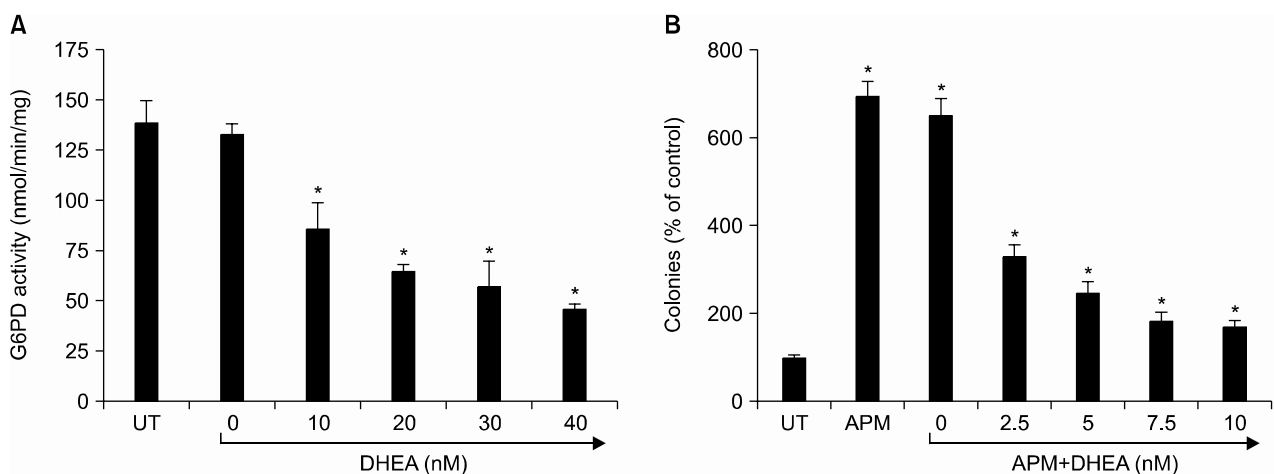 A
G6PD activity (nmol/min/mg)
175
150
125
100
75
50
25
0
*
*
*
*
UT 0 10 20 30 40
DHEA (nM)
B
Colonies (% of control)
800
600
400
200
0
*
*
*
*
*
*
UT APM 0 2.5 5 7.5 10
APM+DHEA (nM)